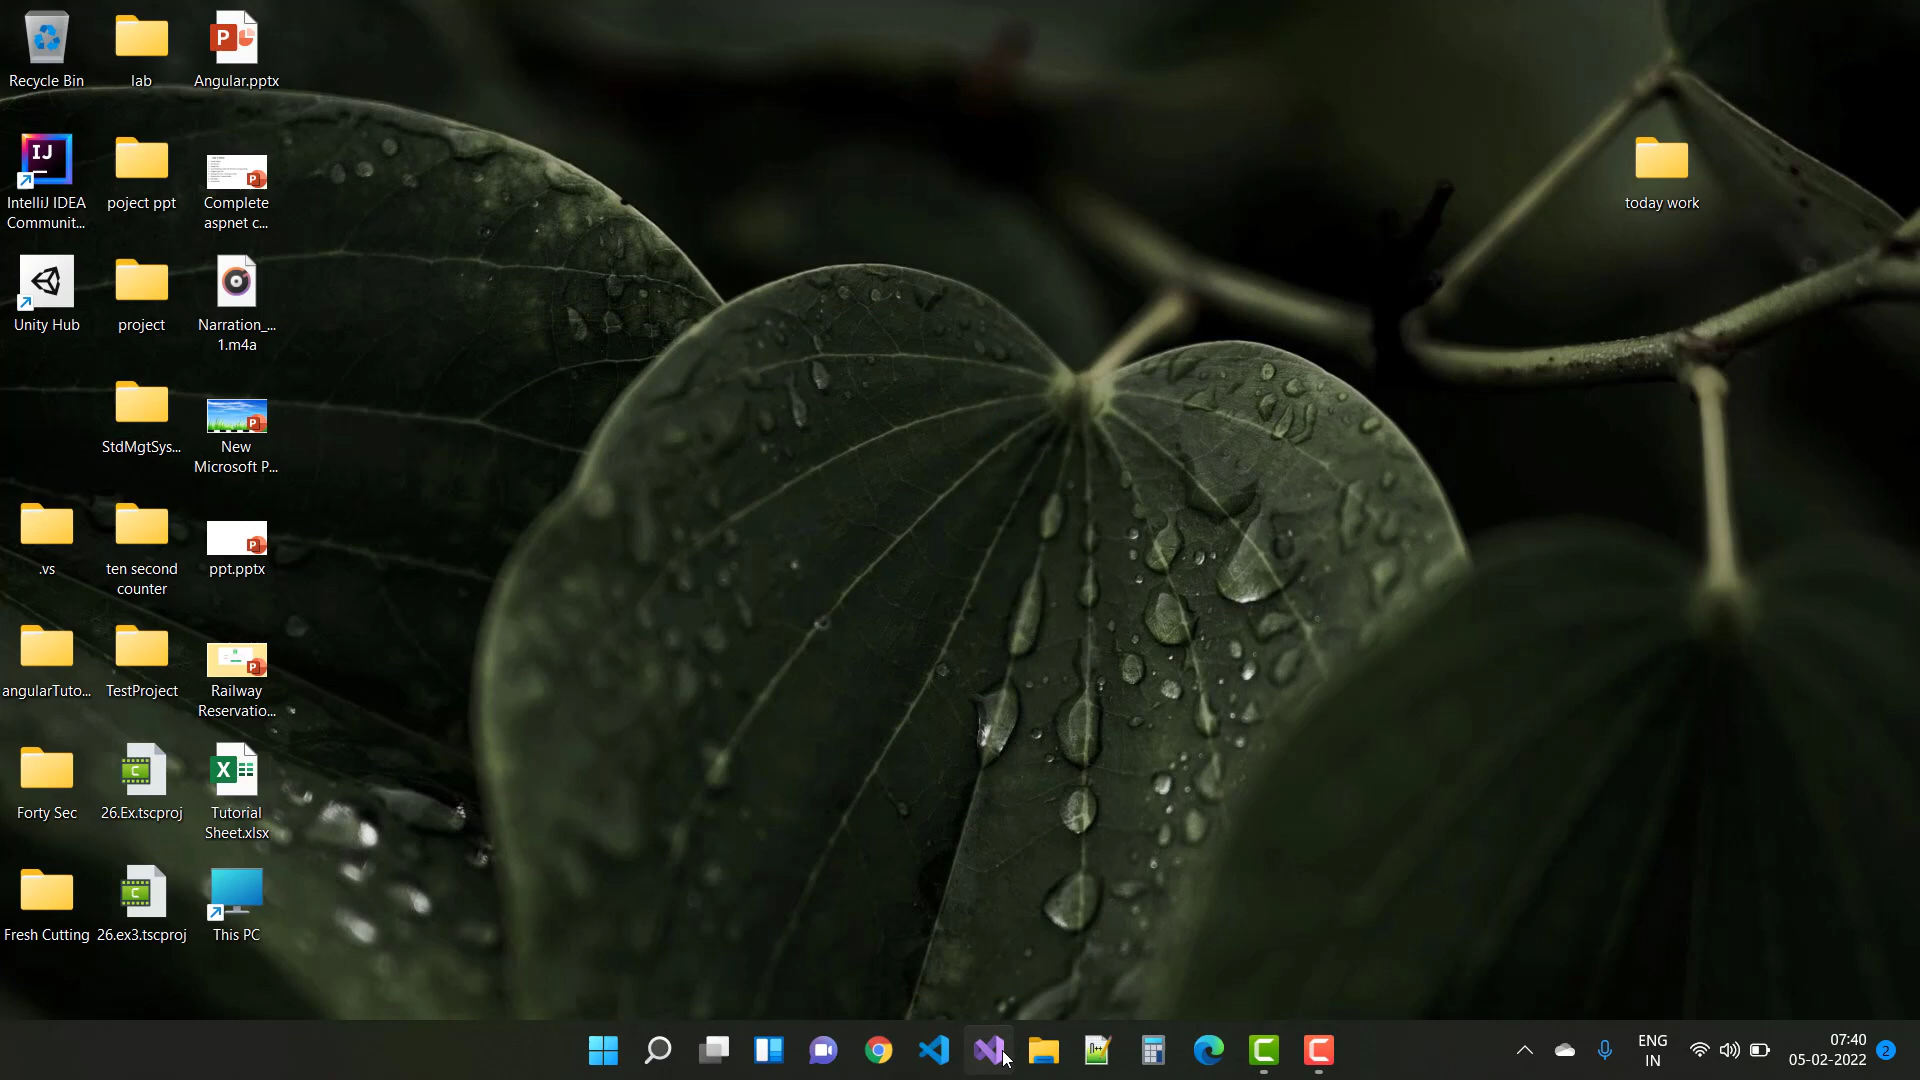 Recycle Bin
lab
Angular.pptx
IntelliJ IDEA
Communit...
poject ppt
Complete
aspnet c...
today work
Unity Hub
project
Narration_...
1.m4a
StdMgtSys...
New
Microsoft P...
.vs
ten second
counter
ppt.pptx
angularTuto...
TestProject
Railway
Reservatio...
Forty Sec
26.Ex.tscproj
Tutorial
Sheet.xlsx
Fresh Cutting
26.ex3.tscproj
This PC
ENG
IN
07:40
05-02-2022
2